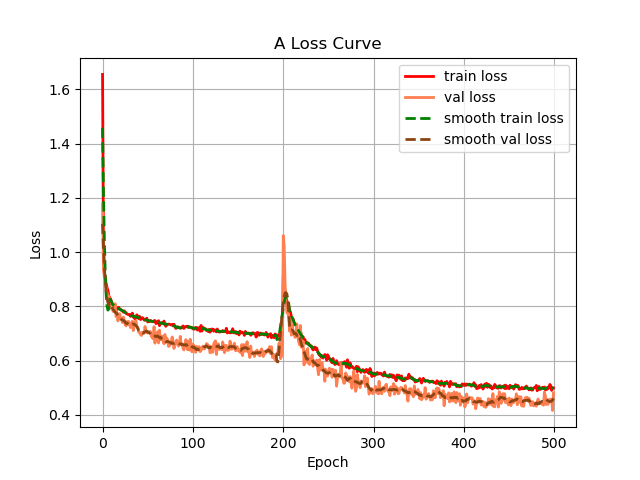 A Loss Curve
train loss
val loss
smooth train loss
smooth val loss
Loss
1.6
1.4
1.2
1.0
0.8
0.6
0.4
0 100 200 300 400 500
Epoch